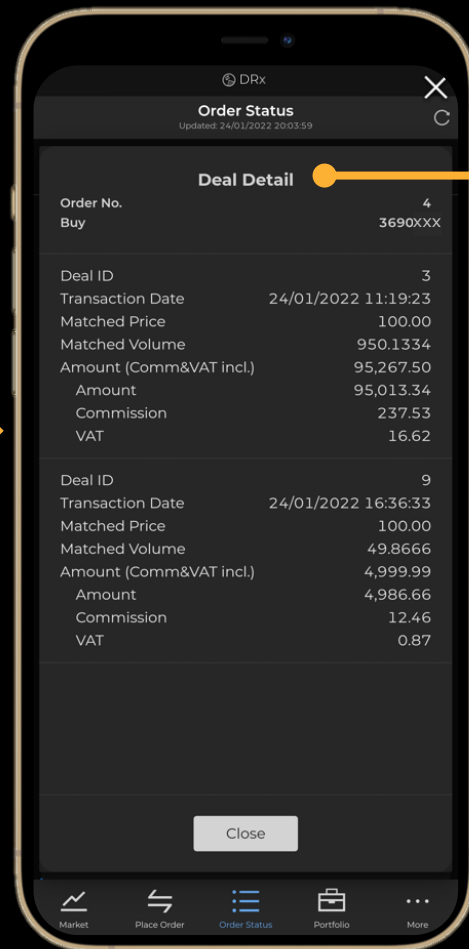 DRx
Order Status
Updated: 24/01/2022 20:03:59
Deal Detail
Order No. 4
Buy 3690XXX
Deal ID 3
Transaction Date 24/01/2022 11:19:23
Matched Price 100.00
Matched Volume 950.1334
Amount (Comm&VAT incl.) 95,267.50
Amount 95,013.34
Commission 237.53
VAT 16.62
Deal ID 9
Transaction Date 24/01/2022 16:36:33
Matched Price 100.00
Matched Volume 49.8666
Amount (Comm&VAT incl.) 4,999.99
Amount 4,986.66
Commission 12.46
VAT 0.87
Close
Market Place Order Order Status Portfolio More